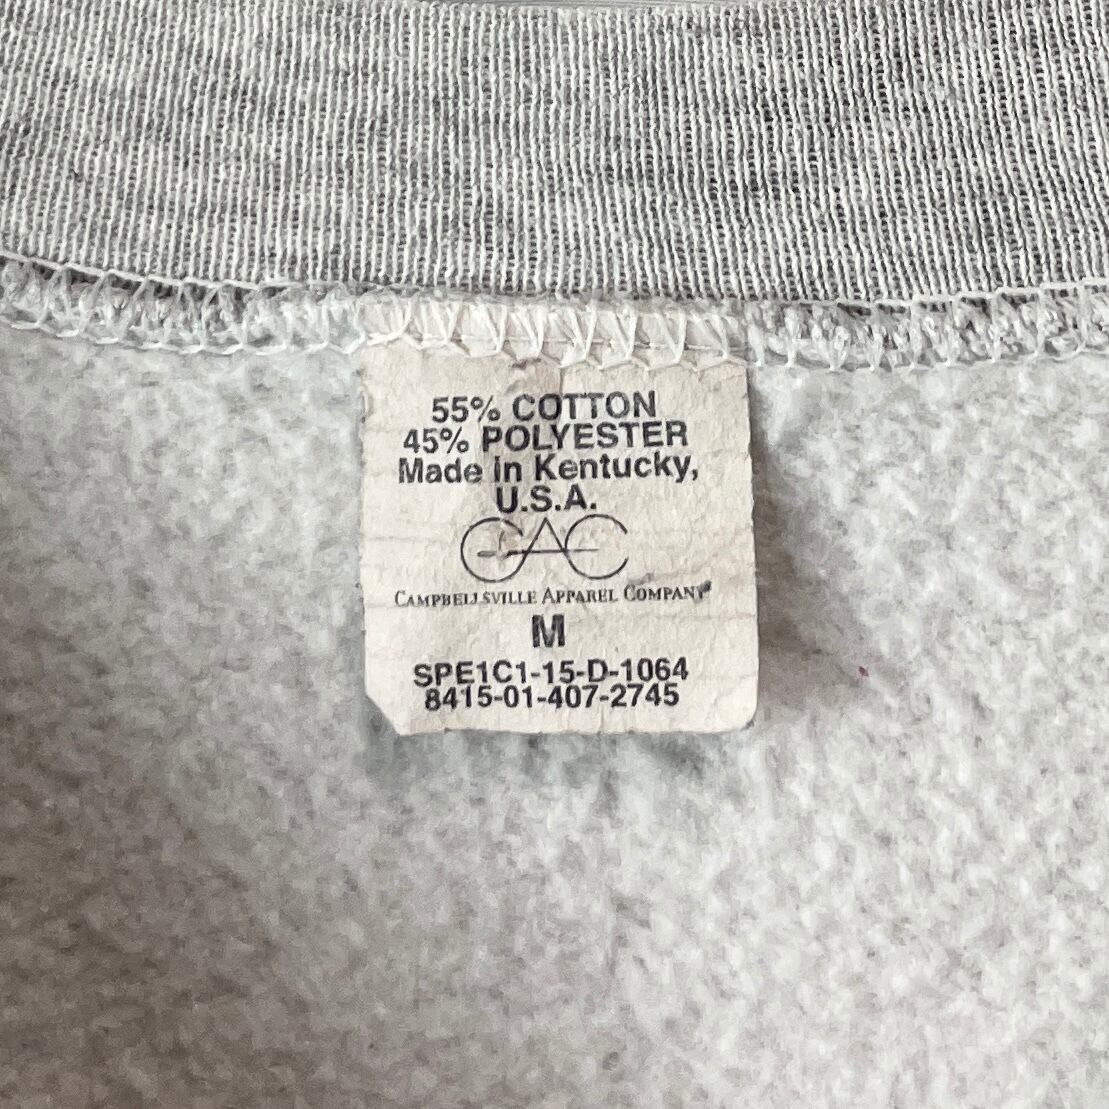 55% COTTON
45% POLYESTER
Made in Kentucky,
U.S.A.
CAC
CAMPBELLSVILLE APPAREL COMPANY
M
SPE1C1-15-D-1064
8415-01-407-2745